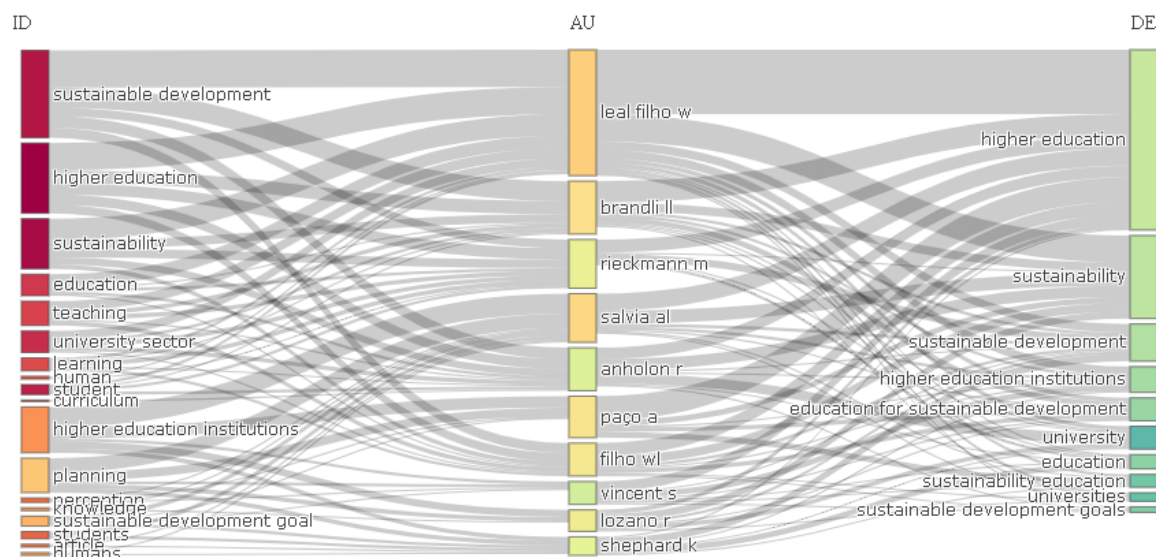 ID
AU
DE
sustainable development
higher education
sustainability
education
teaching
university sector
learning
human
student
curriculum
higher education institutions
planning
perception
knowledge
sustainable development goal
students
article
humans
leal filho w
brandli ll
rieckmann m
salvia al
anholon r
paço a
filho wl
vincent s
lozano r
shephard k
higher education
sustainability
sustainable development
higher education institutions
education for sustainable development
university
education
sustainability education
universities
sustainable development goals